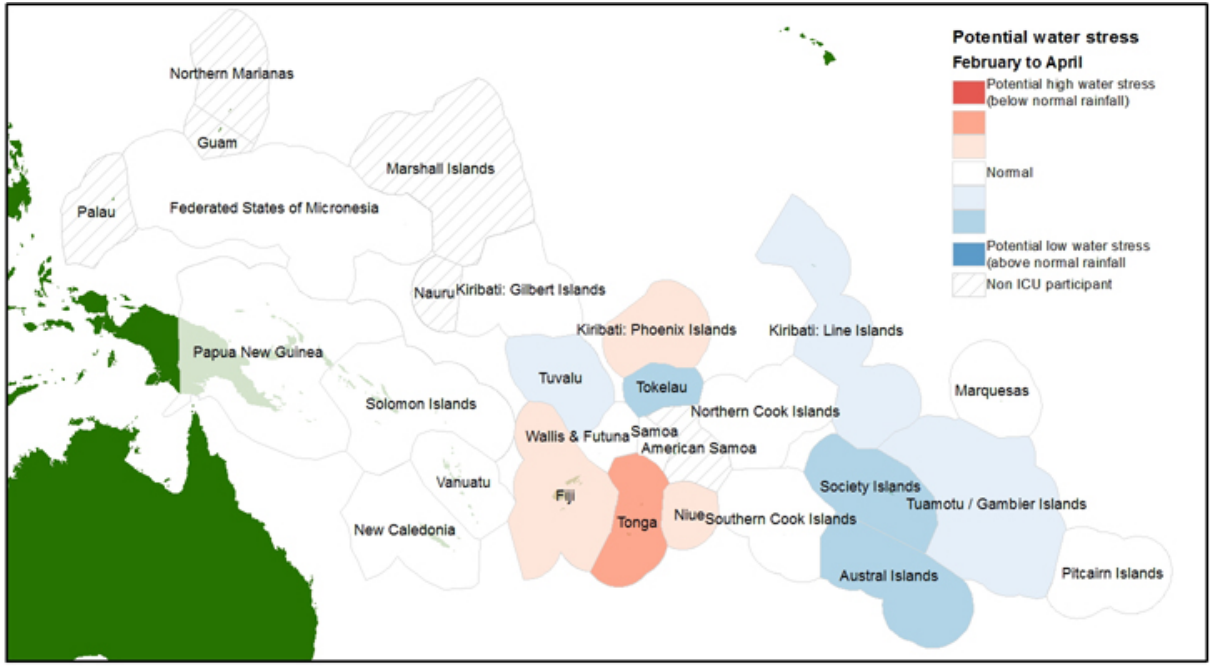 Potential water stress
February to April
Potential high water stress
(below normal rainfall)
Normal
Potential low water stress
(above normal rainfall
Non ICU participant
Northern Marianas
Guam
Marshall Islands
Palau
Federated States of Micronesia
Nauru
Kiribati: Gilbert Islands
Kiribati: Phoenix Islands
Kiribati: Line Islands
Papua New Guinea
Tuvalu
Tokelau
Marquesas
Solomon Islands
Northern Cook Islands
Wallis & Futuna
Samoa
American Samoa
Vanuatu
Fiji
Society Islands
Tuamotu / Gambier Islands
New Caledonia
Tonga
Niue
Southern Cook Islands
Austral Islands
Pitcairn Islands